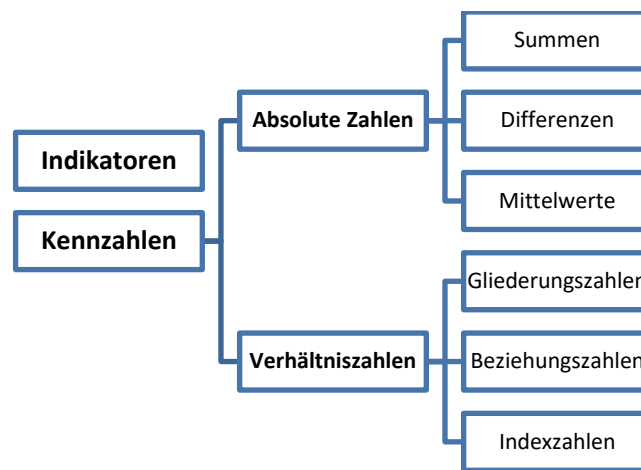 Indikatoren
Kennzahlen
Absolute Zahlen
Summen
Differenzen
Mittelwerte
Verhältniszahlen
Gliederungszahlen
Beziehungszahlen
Indexzahlen